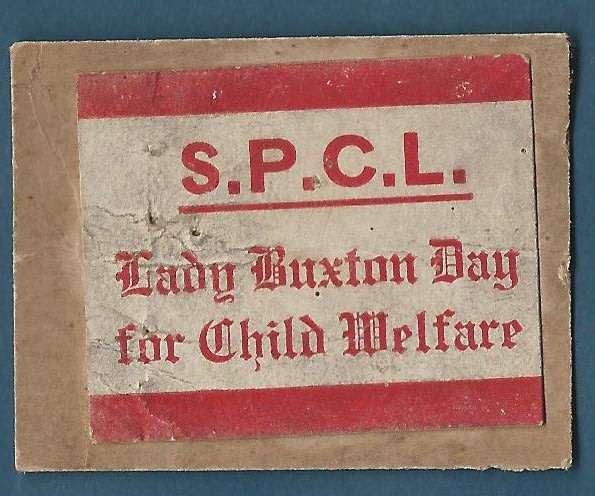 S.P.C.L.
Lady Buxton Day
for Child Welfare